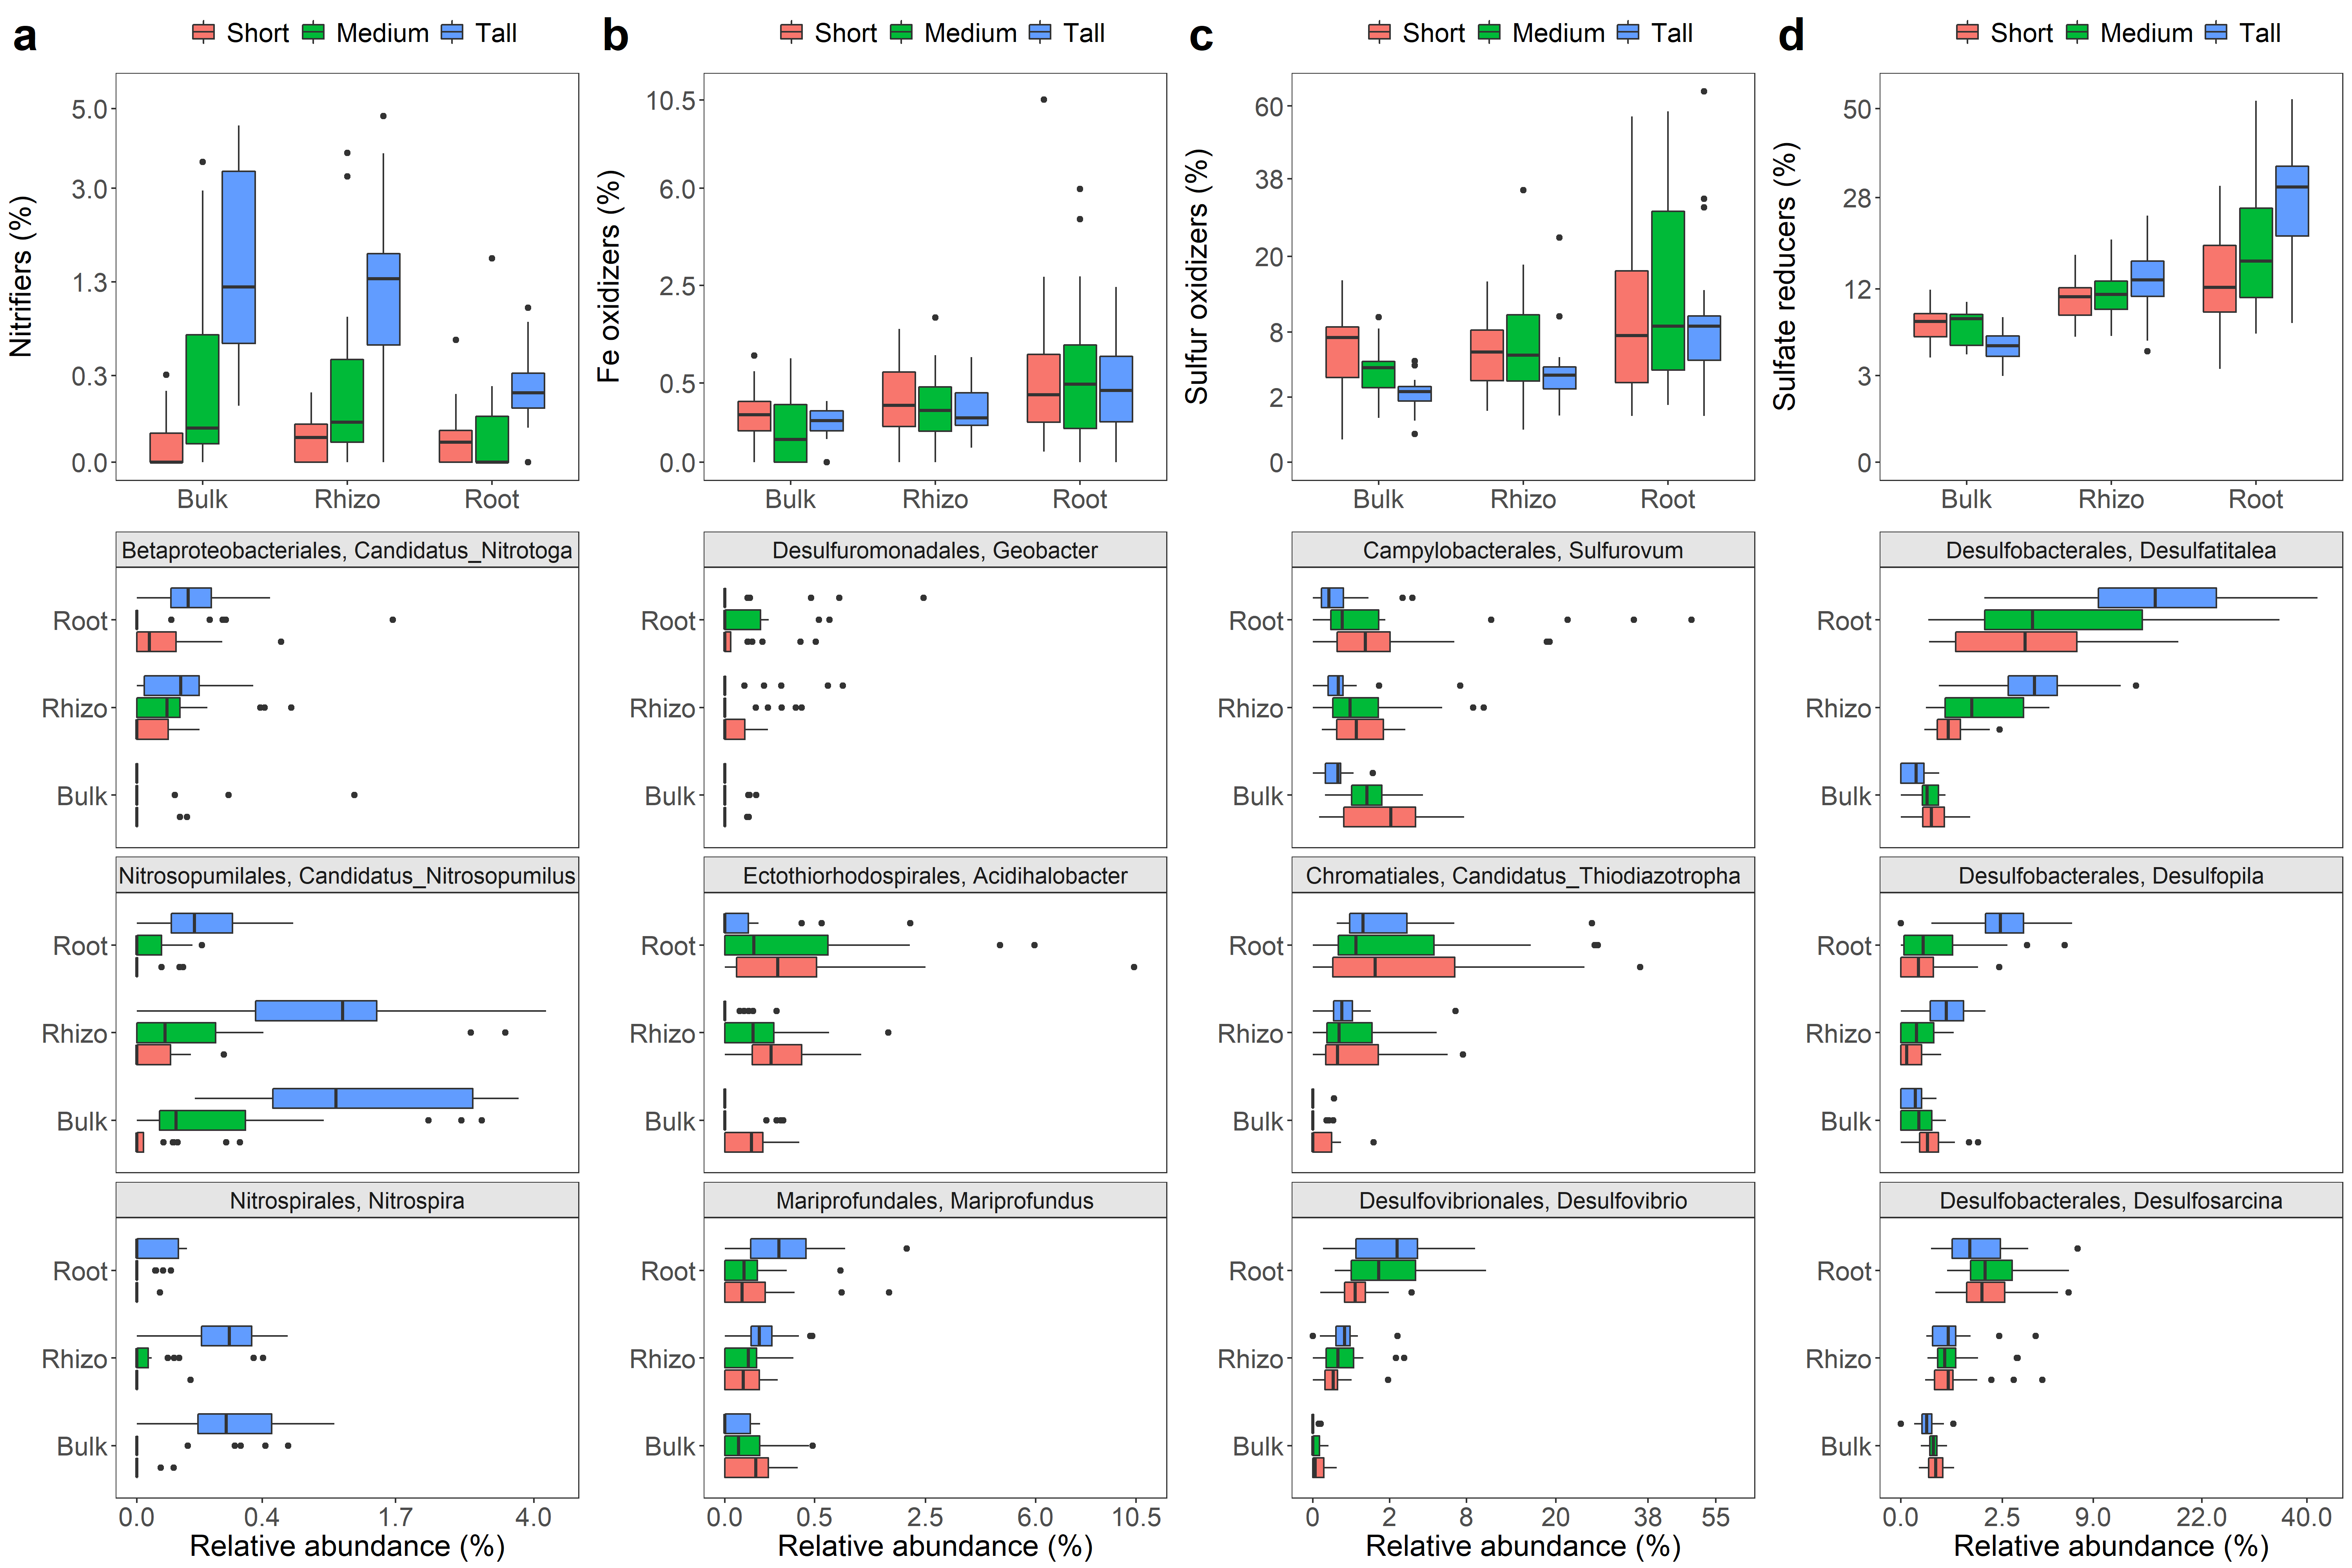 a Short Medium Tall
b Short Medium Tall
c Short Medium Tall
d Short Medium Tall
Nitrifiers (%)
5.0
3.0
1.3
0.3
0.0
Bulk Rhizo Root
Fe oxidizers (%)
10.5
6.0
2.5
0.5
0.0
Bulk Rhizo Root
Sulfur oxidizers (%)
60
38
20
8
2
0
Bulk Rhizo Root
Sulfate reducers (%)
50
28
12
3
0
Bulk Rhizo Root
Betaproteobacteriales, Candidatus_Nitrotoga
Root
Rhizo
Bulk
Nitrosopumilales, Candidatus_Nitrosopumilus
Root
Rhizo
Bulk
Nitrospirales, Nitrospira
Root
Rhizo
Bulk
0.0 0.4 1.7 4.0
Relative abundance (%)
Desulfuromonadales, Geobacter
Root
Rhizo
Bulk
Ectothiorhodospirales, Acidihalobacter
Root
Rhizo
Bulk
Mariprofundales, Mariprofundus
Root
Rhizo
Bulk
0.0 0.5 2.5 6.0 10.5
Relative abundance (%)
Campylobacterales, Sulfurovum
Root
Rhizo
Bulk
Chromatiales, Candidatus_Thiodiazotropha
Root
Rhizo
Bulk
Desulfovibrionales, Desulfovibrio
Root
Rhizo
Bulk
0 2 8 20 38 55
Relative abundance (%)
Desulfobacterales, Desulfatitalea
Root
Rhizo
Bulk
Desulfobacterales, Desulfopila
Root
Rhizo
Bulk
Desulfobacterales, Desulfosarcina
Root
Rhizo
Bulk
0.0 2.5 9.0 22.0 40.0
Relative abundance (%)